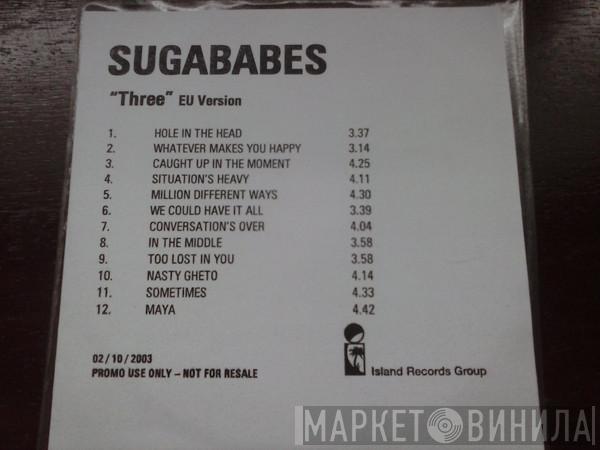 SUGABABES
"Three" EU Version
1. HOLE IN THE HEAD 3.37
2. WHATEVER MAKES YOU HAPPY 3.14
3. CAUGHT UP IN THE MOMENT 4.25
4. SITUATION'S HEAVY 4.11
5. MILLION DIFFERENT WAYS 4.30
6. WE COULD HAVE IT ALL 3.39
7. CONVERSATION'S OVER 4.04
8. IN THE MIDDLE 3.58
9. TOO LOST IN YOU 3.58
10. NASTY GHETO 4.14
11. SOMETIMES 4.33
12. MAYA 4.42
02/10/2003
PROMO USE ONLY – NOT FOR RESALE
Island Records Group
МАРКЕТ ВИНИЛА